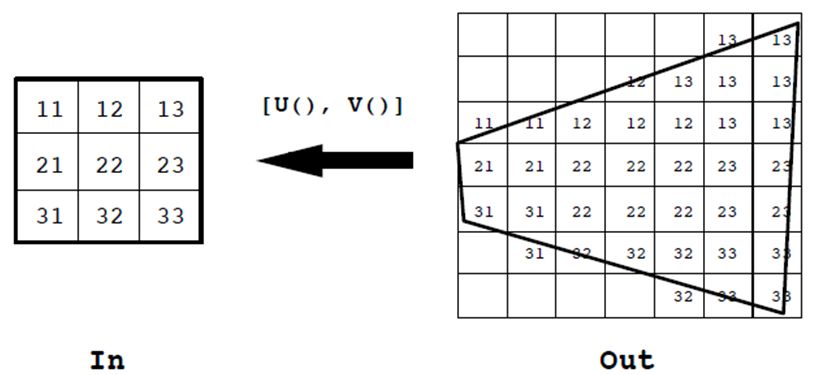 11 12 13
21 22 23
31 32 33
[U(), V()]
13 13
12 13 13 13
11 11 12 12 12 13 13
21 21 22 22 22 23 23
31 31 22 22 22 23 23
31 32 32 32 33 33
32 33 33
In
Out